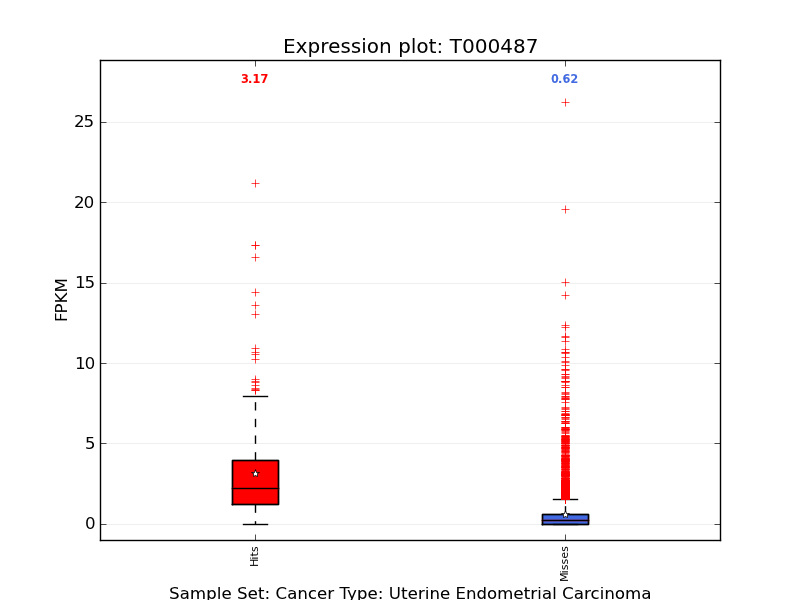 Expression plot: T000487
3.17
0.62
25
20
15
10
5
0
FPKM
Hits
Misses
Sample Set: Cancer Type: Uterine Endometrial Carcinoma